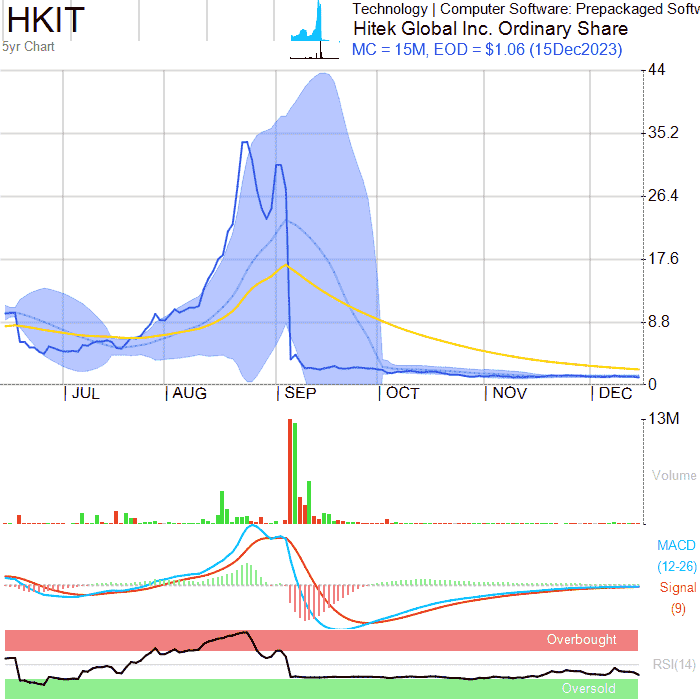 HKIT
5yr Chart
Technology | Computer Software: Prepackaged Softw
Hitek Global Inc. Ordinary Share
MC = 15M, EOD = $1.06 (15Dec2023)
44
35.2
26.4
17.6
8.8
0
JUL AUG SEP OCT NOV DEC
13M
Volume
MACD
(12-26)
Signal
(9)
Overbought
RSI(14)
Oversold